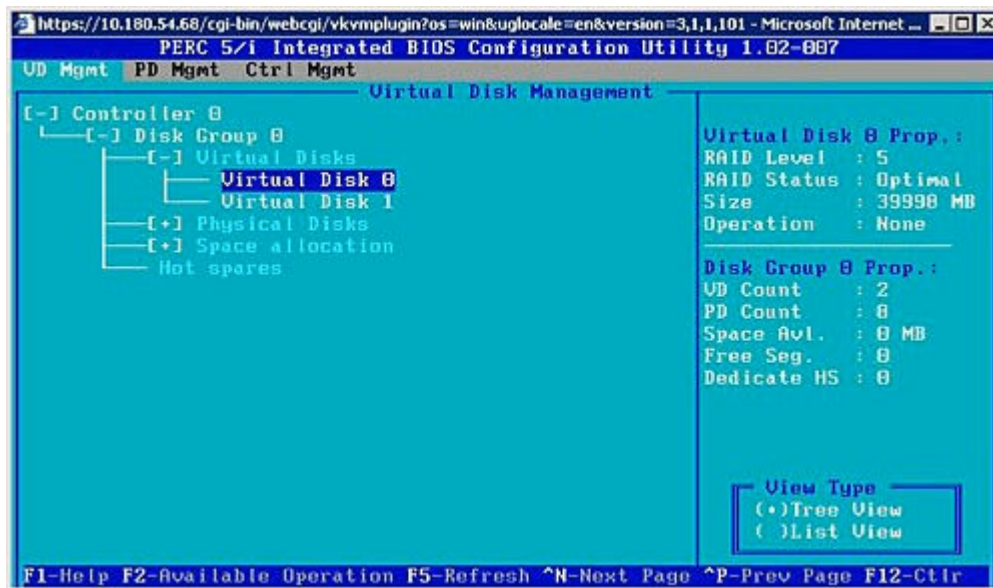 https://10.180.54.68/cgi-bin/webcgi/vkvmplugin?os=win&uglocale=en&version=3,1,1,101 - Microsoft Internet ...
PERC 5/i Integrated BIOS Configuration Utility 1.02-007
VD Mgmt PD Mgmt Ctrl Mgmt
Virtual Disk Management
[-] Controller 0
[-] Disk Group 0
[-] Virtual Disks
Virtual Disk 0
Virtual Disk 1
[+] Physical Disks
[+] Space allocation
Hot spares
Virtual Disk 0 Prop.:
RAID Level : 5
RAID Status : Optimal
Size : 39998 MB
Operation : None
Disk Group 0 Prop.:
VD Count : 2
PD Count : 8
Space Avl. : 0 MB
Free Seg. : 0
Dedicate HS : 0
View Type
(•)Tree View
( )List View
F1-Help F2-Available Operation F5-Refresh ^N-Next Page ^P-Prev Page F12-Ctlr